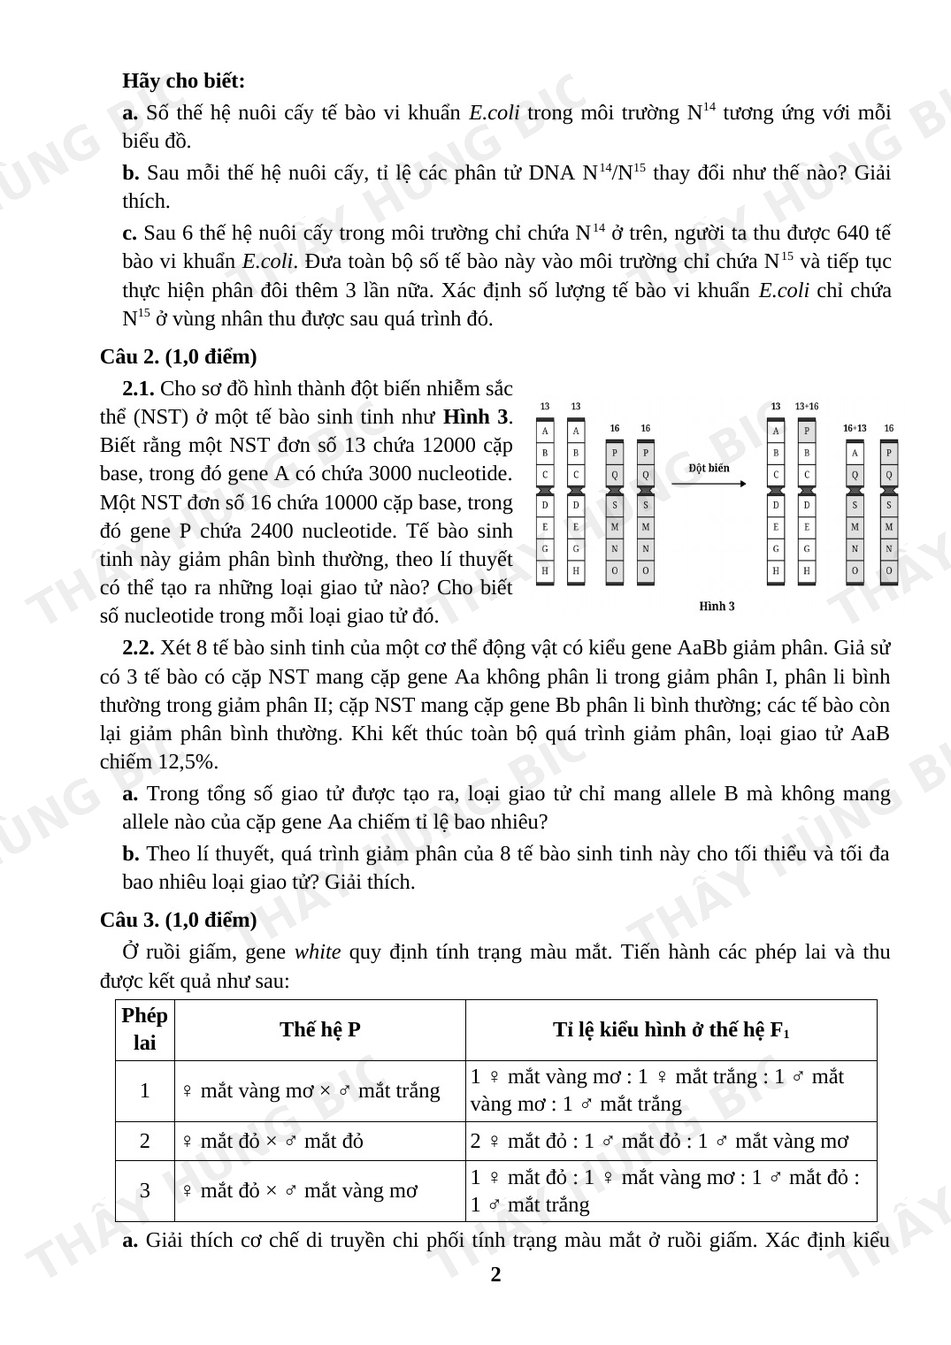 Hãy cho biết:
a. Số thế hệ nuôi cấy tế bào vi khuẩn E.coli trong môi trường N¹⁴ tương ứng với mỗi
biểu đồ.
b. Sau mỗi thế hệ nuôi cấy, tỉ lệ các phân tử DNA N¹⁴/N¹⁵ thay đổi như thế nào? Giải
thích.
c. Sau 6 thế hệ nuôi cấy trong môi trường chỉ chứa N¹⁴ ở trên, người ta thu được 640 tế
bào vi khuẩn E.coli. Đưa toàn bộ số tế bào này vào môi trường chỉ chứa N¹⁵ và tiếp tục
thực hiện phân đôi thêm 3 lần nữa. Xác định số lượng tế bào vi khuẩn E.coli chỉ chứa
N¹⁵ ở vùng nhân thu được sau quá trình đó.
Câu 2. (1,0 điểm)
2.1. Cho sơ đồ hình thành đột biến nhiễm sắc
thể (NST) ở một tế bào sinh tinh như Hình 3.
Biết rằng một NST đơn số 13 chứa 12000 cặp
base, trong đó gene A có chứa 3000 nucleotide.
Một NST đơn số 16 chứa 10000 cặp base, trong
đó gene P chứa 2400 nucleotide. Tế bào sinh
tinh này giảm phân bình thường, theo lí thuyết
có thể tạo ra những loại giao tử nào? Cho biết
số nucleotide trong mỗi loại giao tử đó.
13 13 13 13+16
16 16 16+13 16
A A A P
B B P P B B A P
C C Q Q Đột biến C C Q Q
D D S S D D S S
E E M M E E M M
G G N N G G N N
H H O O H H O O
Hình 3
2.2. Xét 8 tế bào sinh tinh của một cơ thể động vật có kiểu gene AaBb giảm phân. Giả sử
có 3 tế bào có cặp NST mang cặp gene Aa không phân li trong giảm phân I, phân li bình
thường trong giảm phân II; cặp NST mang cặp gene Bb phân li bình thường; các tế bào còn
lại giảm phân bình thường. Khi kết thúc toàn bộ quá trình giảm phân, loại giao tử AaB
chiếm 12,5%.
a. Trong tổng số giao tử được tạo ra, loại giao tử chỉ mang allele B mà không mang
allele nào của cặp gene Aa chiếm tỉ lệ bao nhiêu?
b. Theo lí thuyết, quá trình giảm phân của 8 tế bào sinh tinh này cho tối thiểu và tối đa
bao nhiêu loại giao tử? Giải thích.
Câu 3. (1,0 điểm)
Ở ruồi giấm, gene white quy định tính trạng màu mắt. Tiến hành các phép lai và thu
được kết quả như sau:
Phép lai Thế hệ P Tỉ lệ kiểu hình ở thế hệ F₁
1 ♀ mắt vàng mơ × ♂ mắt trắng 1 ♀ mắt vàng mơ : 1 ♀ mắt trắng : 1 ♂ mắt
vàng mơ : 1 ♂ mắt trắng
2 ♀ mắt đỏ × ♂ mắt đỏ 2 ♀ mắt đỏ : 1 ♂ mắt đỏ : 1 ♂ mắt vàng mơ
3 ♀ mắt đỏ × ♂ mắt vàng mơ 1 ♀ mắt đỏ : 1 ♀ mắt vàng mơ : 1 ♂ mắt đỏ :
1 ♂ mắt trắng
a. Giải thích cơ chế di truyền chi phối tính trạng màu mắt ở ruồi giấm. Xác định kiểu
2
THẦY HÙNG BIO